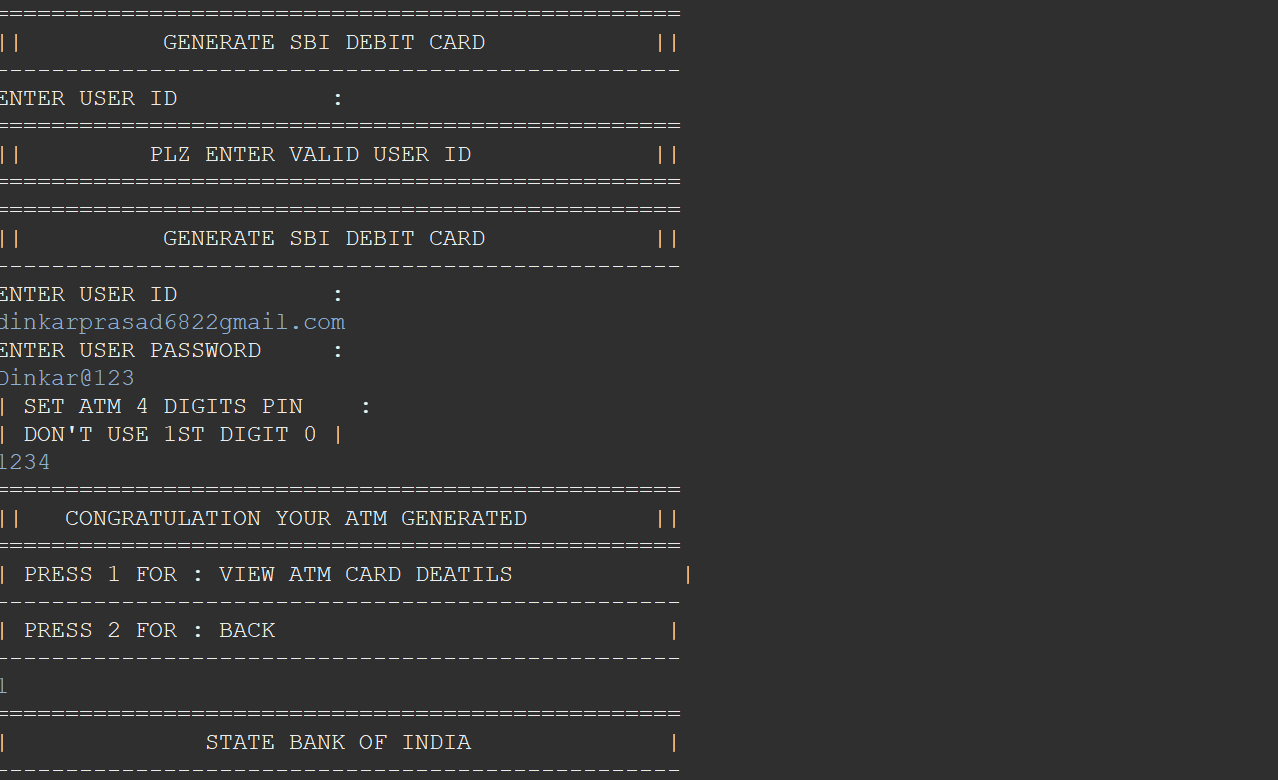 ==================================================
||          GENERATE SBI DEBIT CARD            ||
--------------------------------------------------
ENTER USER ID           :
==================================================
||         PLZ ENTER VALID USER ID             ||
==================================================
==================================================
||          GENERATE SBI DEBIT CARD            ||
--------------------------------------------------
ENTER USER ID           :
dinkarprasad6822gmail.com
ENTER USER PASSWORD     :
Dinkar@123
| SET ATM 4 DIGITS PIN    :
| DON'T USE 1ST DIGIT 0 |
1234
==================================================
||   CONGRATULATION YOUR ATM GENERATED         ||
==================================================
| PRESS 1 FOR : VIEW ATM CARD DEATILS            |
--------------------------------------------------
| PRESS 2 FOR : BACK                            |
--------------------------------------------------
1
==================================================
|              STATE BANK OF INDIA              |
--------------------------------------------------